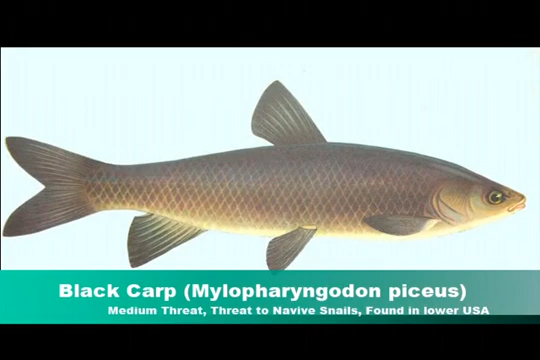 Black Carp (Mylopharyngodon piceus)
Medium Threat, Threat to Navive Snails, Found in lower USA